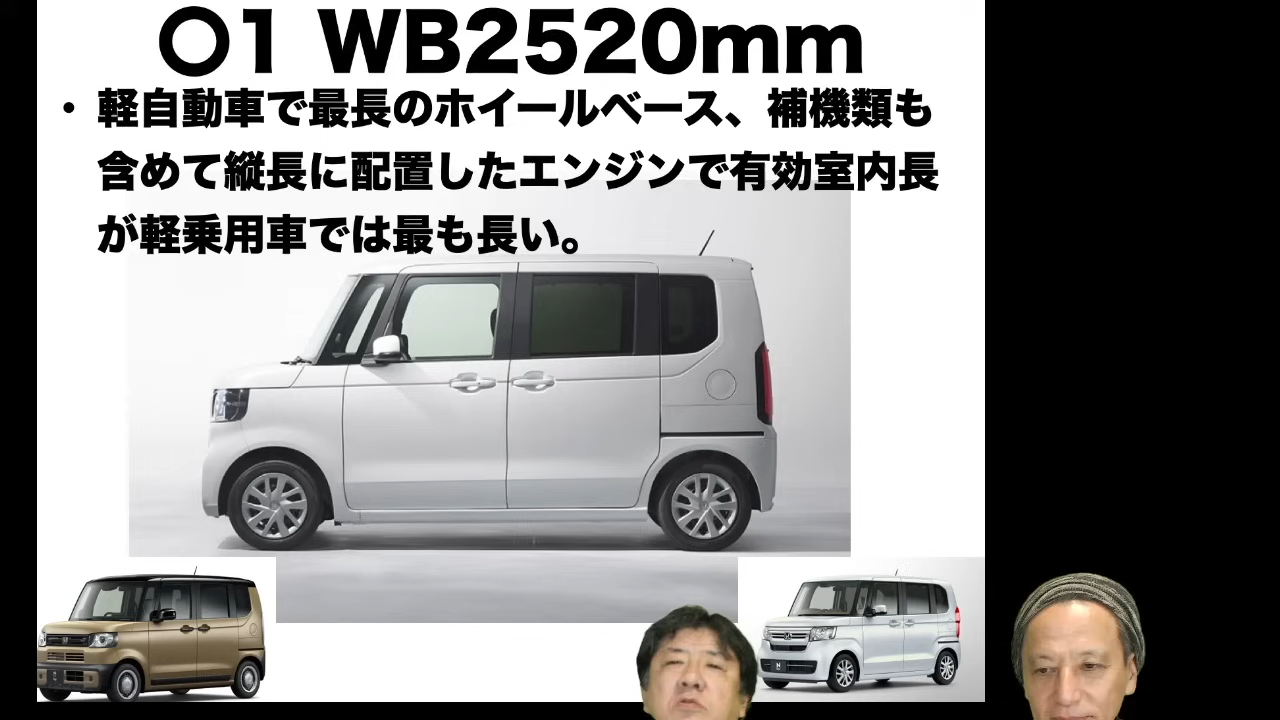 〇1 WB2520mm
・軽自動車で最長のホイールベース、補機類も
含めて縦長に配置したエンジンで有効室内長
が軽乗用車では最も長い。